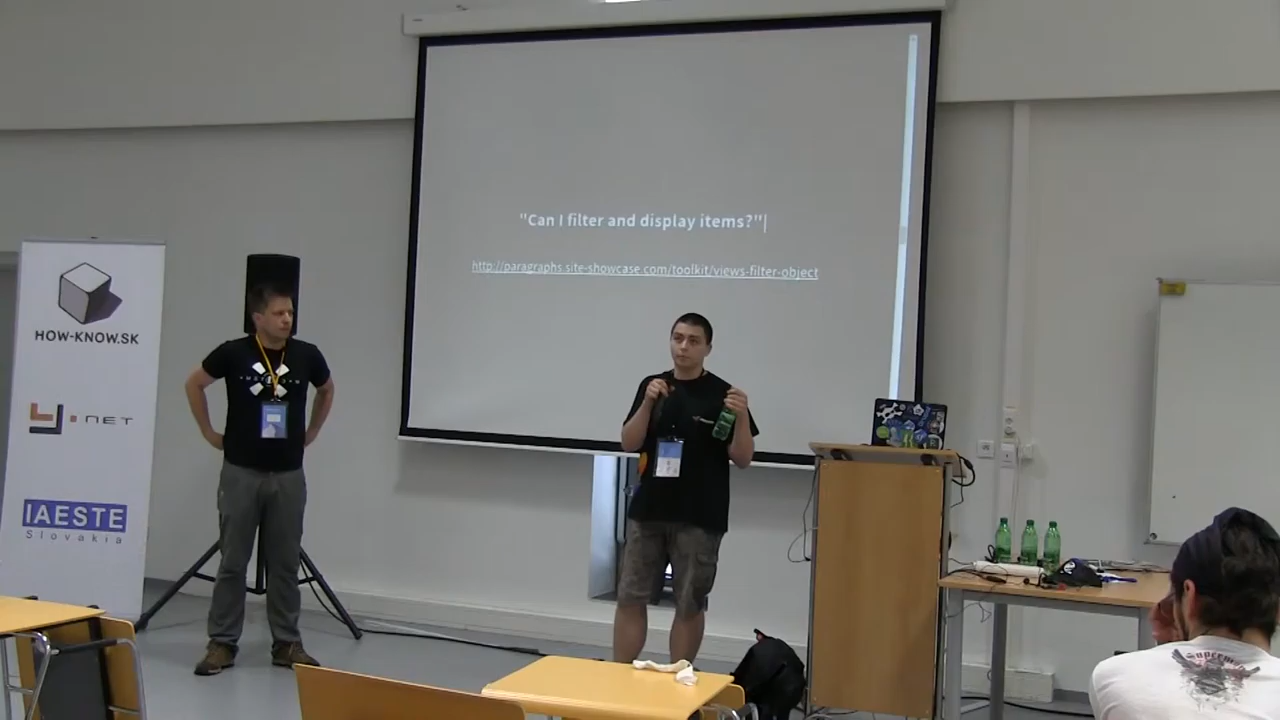 "Can I filter and display items?"
http://paragraphs.site-showcase.com/toolkit/views-filter-object
HOW-KNOW.SK
NET
IAESTE
Slovakia